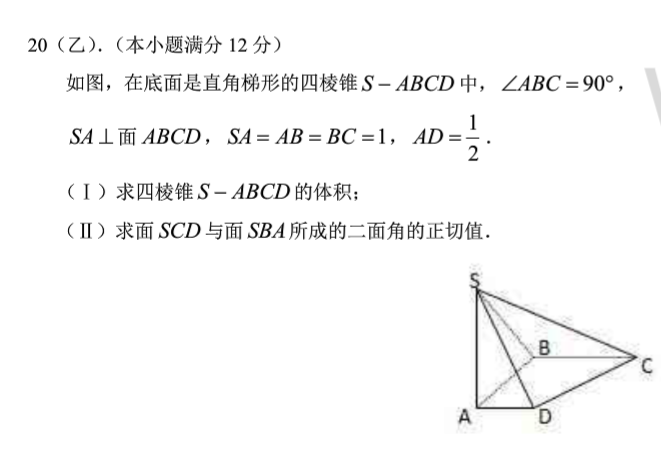 20（乙）.（本小题满分 12 分）
如图，在底面是直角梯形的四棱锥 S－ABCD 中，∠ABC＝90°，
SA⊥面 ABCD，SA＝AB＝BC＝1，AD＝1/2．
（Ⅰ）求四棱锥 S－ABCD 的体积；
（Ⅱ）求面 SCD 与面 SBA 所成的二面角的正切值．
S
B
C
A
D